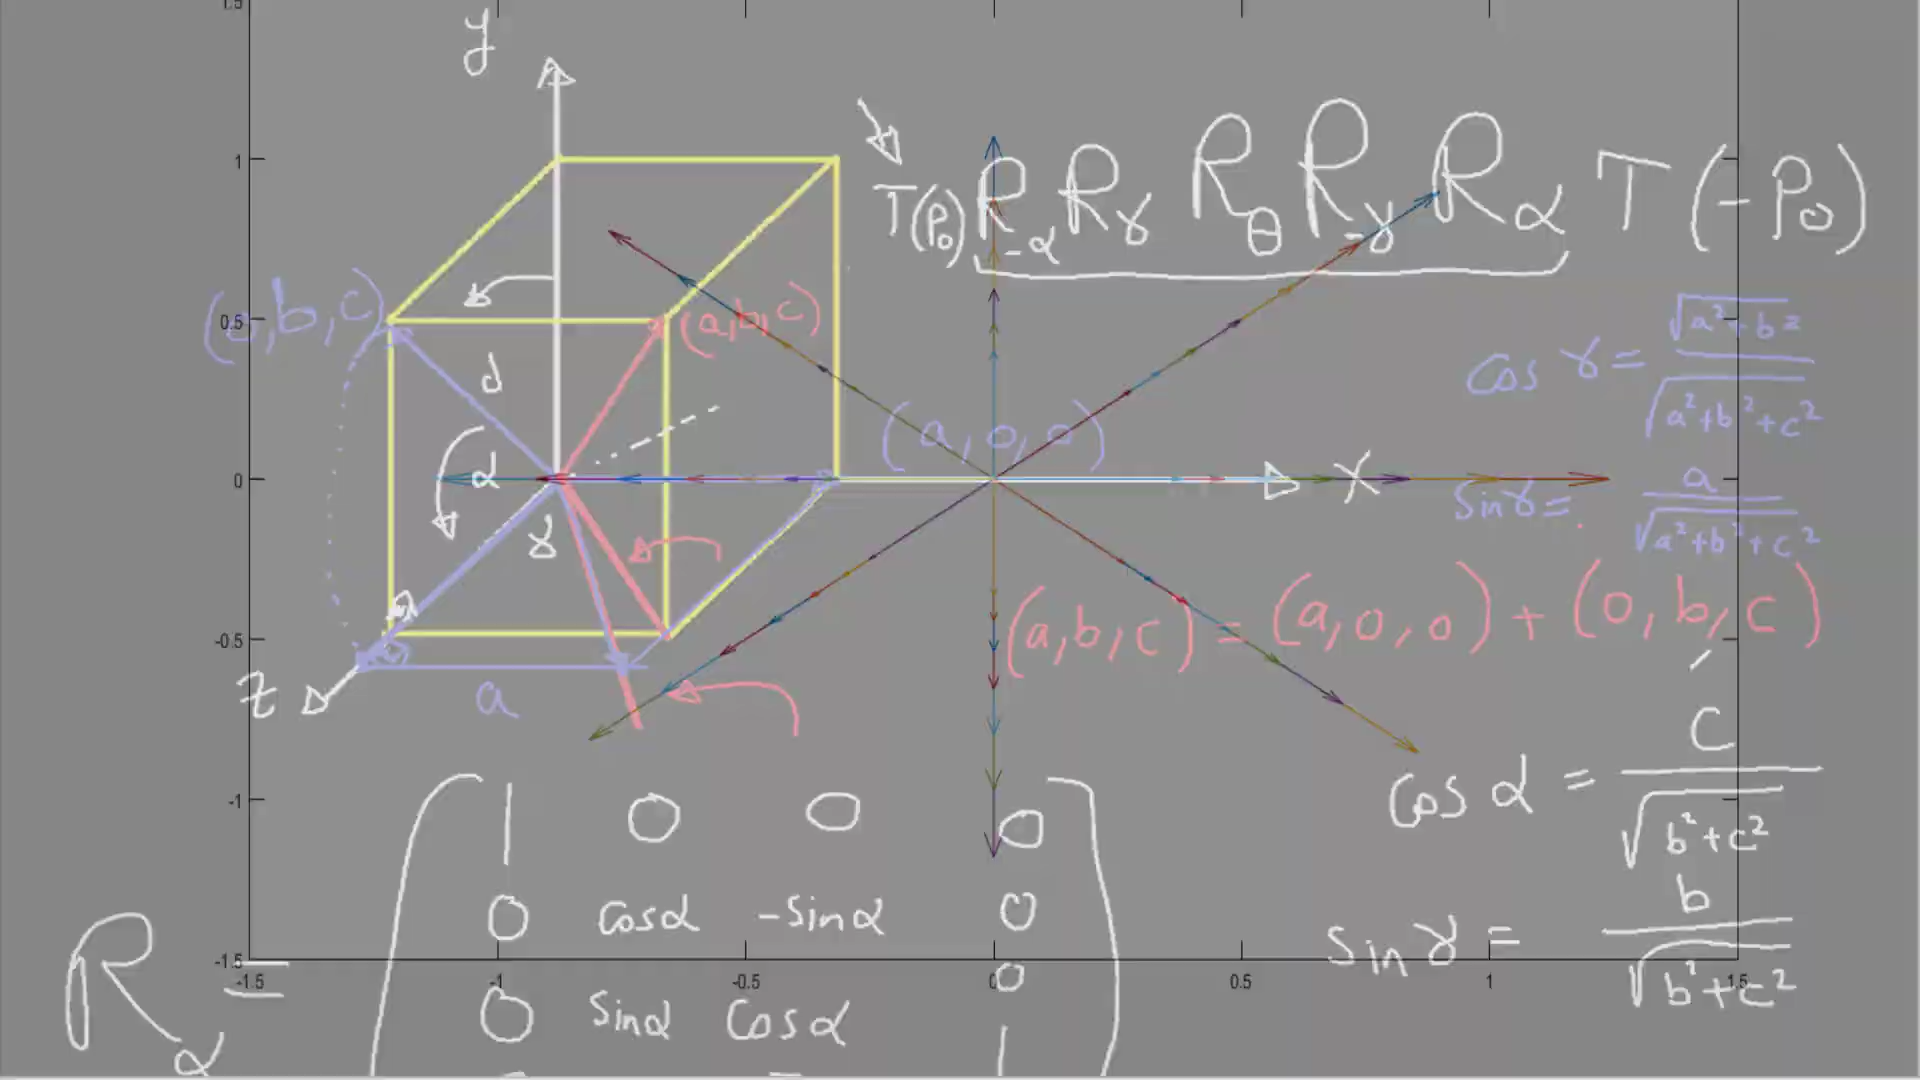 1.5
y
T(P₀) R₋α Rγ Rθ R₋γ Rα T(-P₀)
1
(0,b,c)
0.5
(a,b,c)
d
cos γ = √a²+b² / √a²+b²+c²
(a,0,0)
0
α
X
sin γ = a / √a²+b²+c²
γ
(a,b,c) = (a,0,0) + (0,b,c)
-0.5
z
a
cos α = c / √b²+c²
-1
1 0 0 0
0 cosα -sinα 0
sin γ = b / √b²+c²
-1.5
-1.5 -1 -0.5 0 0.5 1 1.5
Rα =
0 sinα cosα 0
1